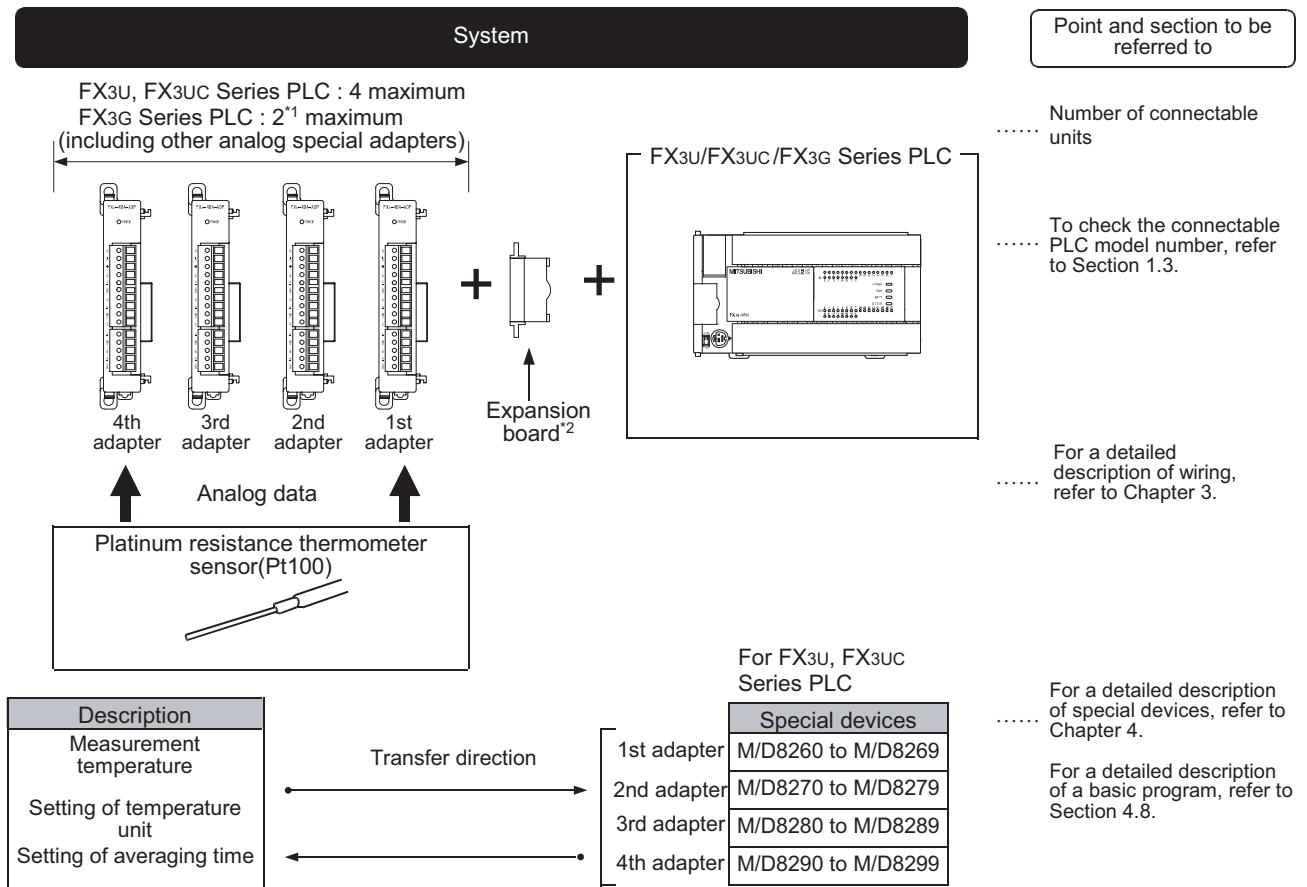 System
Point and section to be
referred to
FX3U, FX3UC Series PLC : 4 maximum
FX3G Series PLC : 2*1 maximum
(including other analog special adapters)
FX3U/FX3UC/FX3G Series PLC
...... Number of connectable
units
...... To check the connectable
PLC model number, refer
to Section 1.3.
MITSUBISHI
4th
adapter
3rd
adapter
2nd
adapter
1st
adapter
Expansion
board*2
+
+
Analog data
...... For a detailed
description of wiring,
refer to Chapter 3.
Platinum resistance thermometer
sensor(Pt100)
For FX3U, FX3UC
Series PLC
Description
Measurement
temperature
Setting of temperature
unit
Setting of averaging time
Transfer direction
Special devices
1st adapter M/D8260 to M/D8269
2nd adapter M/D8270 to M/D8279
3rd adapter M/D8280 to M/D8289
4th adapter M/D8290 to M/D8299
...... For a detailed description
of special devices, refer to
Chapter 4.
For a detailed description
of a basic program, refer to
Section 4.8.